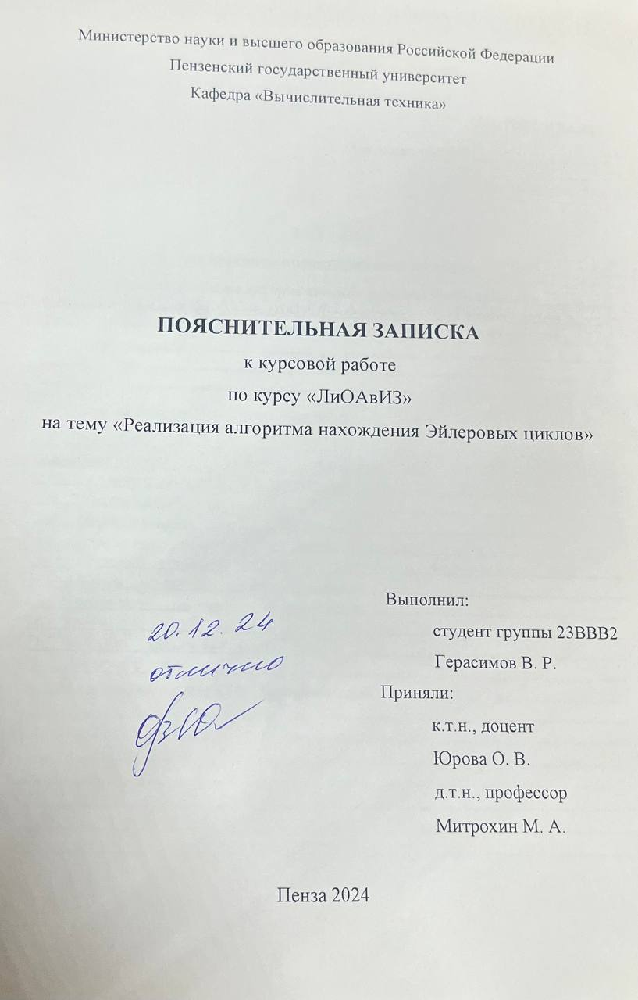 Министерство науки и высшего образования Российской Федерации
Пензенский государственный университет
Кафедра «Вычислительная техника»
ПОЯСНИТЕЛЬНАЯ ЗАПИСКА
к курсовой работе
по курсу «ЛиОАвИЗ»
на тему «Реализация алгоритма нахождения Эйлеровых циклов»
Выполнил:
20.12.24
студент группы 23ВВВ2
отлично
Герасимов В. Р.
Приняли:
к.т.н., доцент
Юрова О. В.
д.т.н., профессор
Митрохин М. А.
Пенза 2024